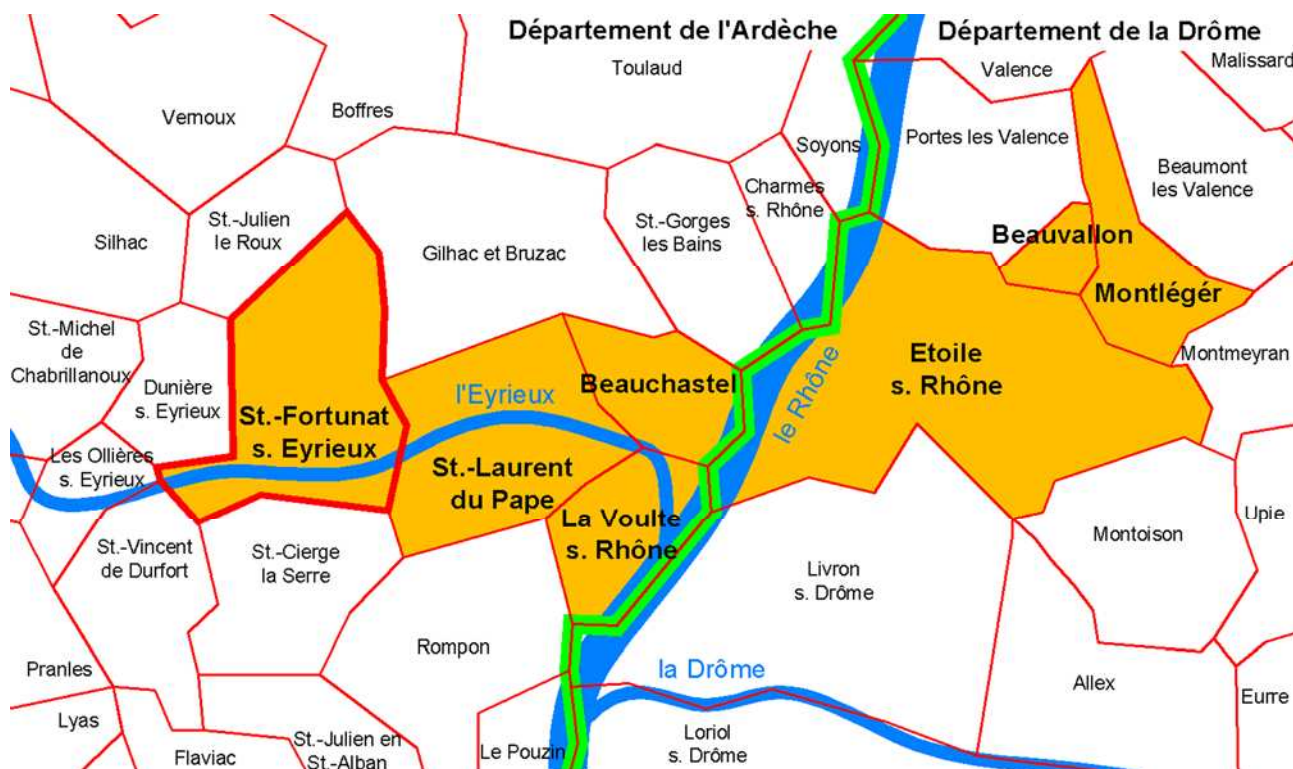 Département de l'Ardèche
Département de la Drôme
Toulaud
Valence
Malissard
Vernoux
Boffres
Soyons
Portes les Valence
Beaumont
les Valence
Charmes
s. Rhône
St.-Julien
le Roux
St.-Gorges
les Bains
Silhac
Gilhac et Bruzac
Beauvallon
Montlégér
St.-Michel
de
Chabrillanoux
Dunière
s. Eyrieux
Etoile
s. Rhône
Montmeyran
Beauchastel
l'Eyrieux
le Rhône
St.-Fortunat
s. Eyrieux
Les Ollières
s. Eyrieux
St.-Laurent
du Pape
La Voulte
s. Rhône
Upie
Montoison
St.-Vincent
de Durfort
St.-Cierge
la Serre
Livron
s. Drôme
Rompon
Pranles
la Drôme
Allex
Eurre
Lyas
Flaviac
St.-Julien en
St.-Alban
Le Pouzin
Loriol
s. Drôme